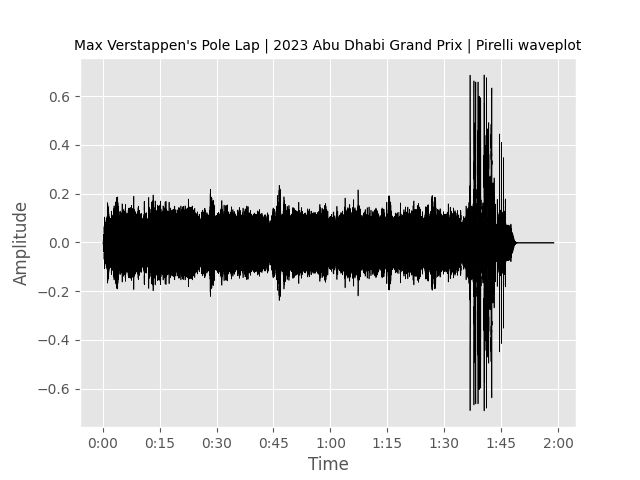 Max Verstappen's Pole Lap | 2023 Abu Dhabi Grand Prix | Pirelli waveplot
0.6
0.4
0.2
0.0
−0.2
−0.4
−0.6
Amplitude
0:00 0:15 0:30 0:45 1:00 1:15 1:30 1:45 2:00
Time